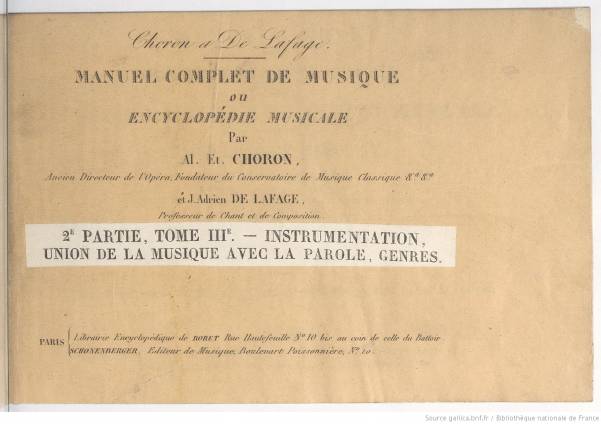 Choron & De Lafage.
MANUEL COMPLET DE MUSIQUE
ou
ENCYCLOPÉDIE MUSICALE
Par
Al. Et. CHORON,
Ancien Directeur de l'Opéra, Fondateur du Conservatoire de Musique Classique &ª &ª
et J. Adrien DE LAFAGE,
Professeur de Chant et de Composition.
2E PARTIE, TOME IIIE. — INSTRUMENTATION,
UNION DE LA MUSIQUE AVEC LA PAROLE, GENRES.
PARIS
Librairie Encyclopédique de RORET Rue Hautefeuille No 10 bis au coin de celle du Battoir
SCHONENBERGER, Editeur de Musique, Boulevart Poissonnière, No 10.
Source gallica.bnf.fr / Bibliothèque nationale de France